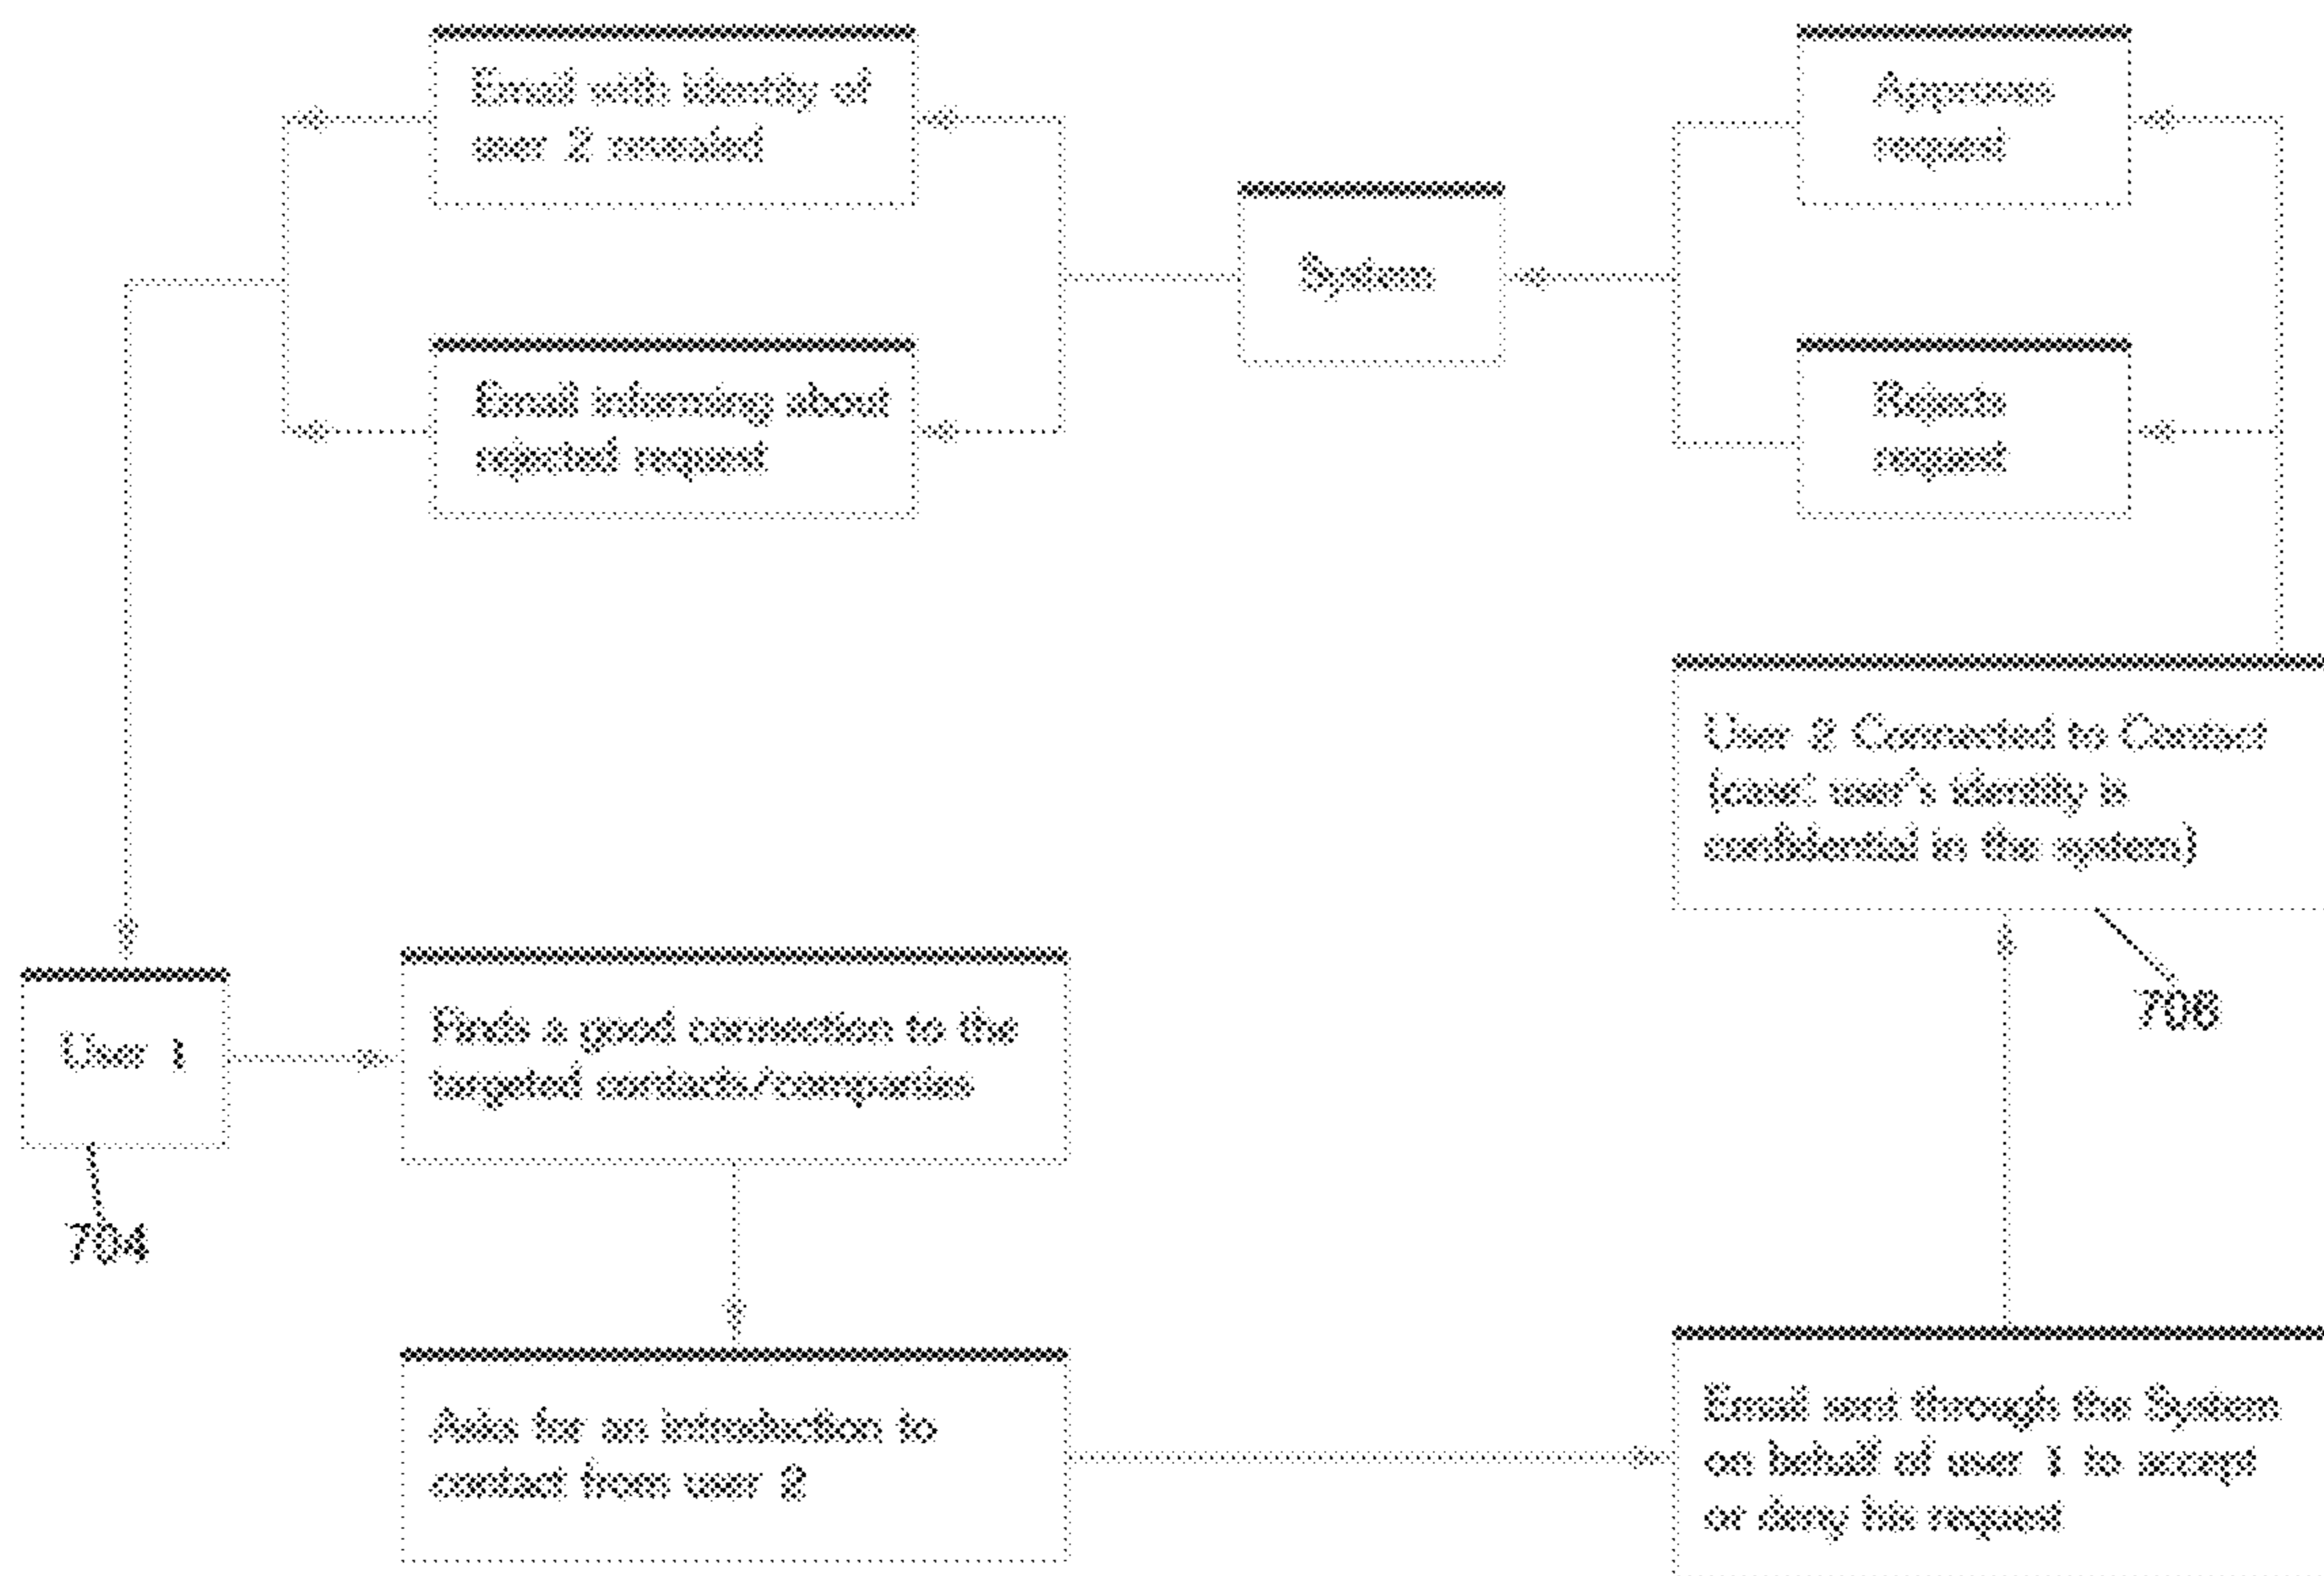 Email with identity of
user 2 revealed
Approves
request
System
Email informing about
rejected request
Rejects
request
User 2 Connected to Contact
user's identity is
confidential in the system)
708
User 1
Finds a good connection to the
targeted contacts/companies
704
Asks for an introduction to
contact from user 2
Email sent through the System
on behalf of user 1 to accept
or deny his request